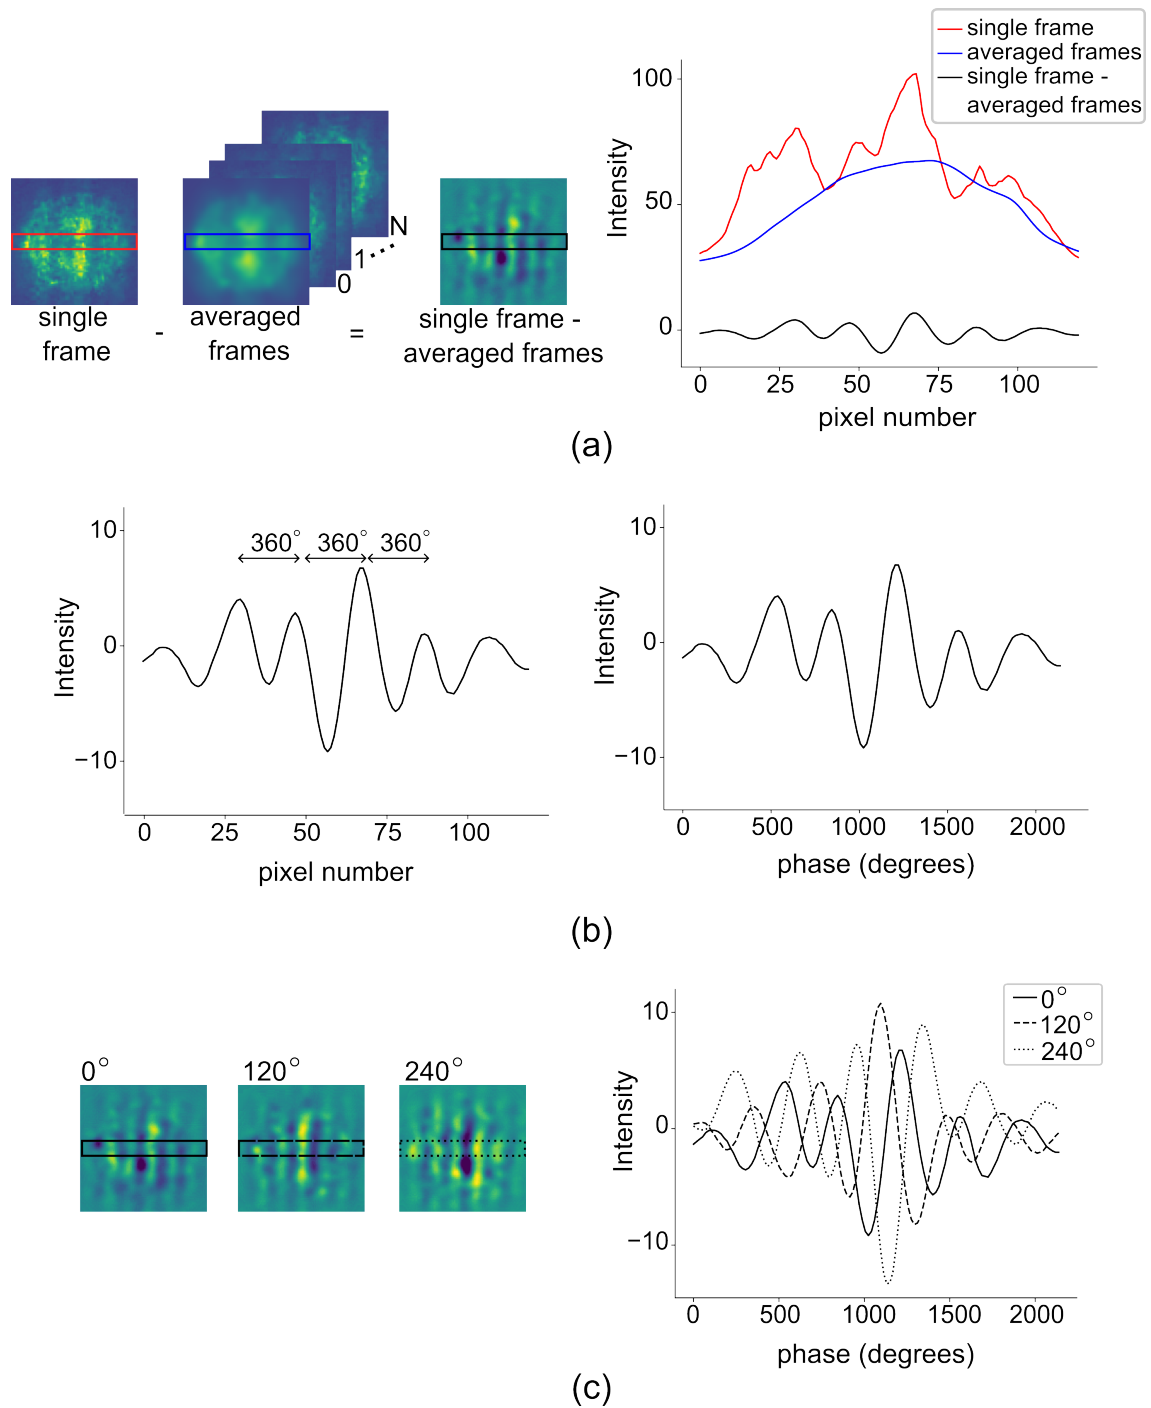 single frame
averaged frames
single frame -
averaged frames
100
50
0
Intensity
0
25
50
75
100
pixel number
N
1
0
single
frame
-
averaged
frames
=
single frame -
averaged frames
(a)
10
0
−10
Intensity
360°
360°
360°
0
25
50
75
100
pixel number
10
0
−10
Intensity
0
500
1000
1500
2000
phase (degrees)
(b)
0°
120°
240°
10
0
−10
Intensity
0°
120°
240°
0
500
1000
1500
2000
phase (degrees)
(c)